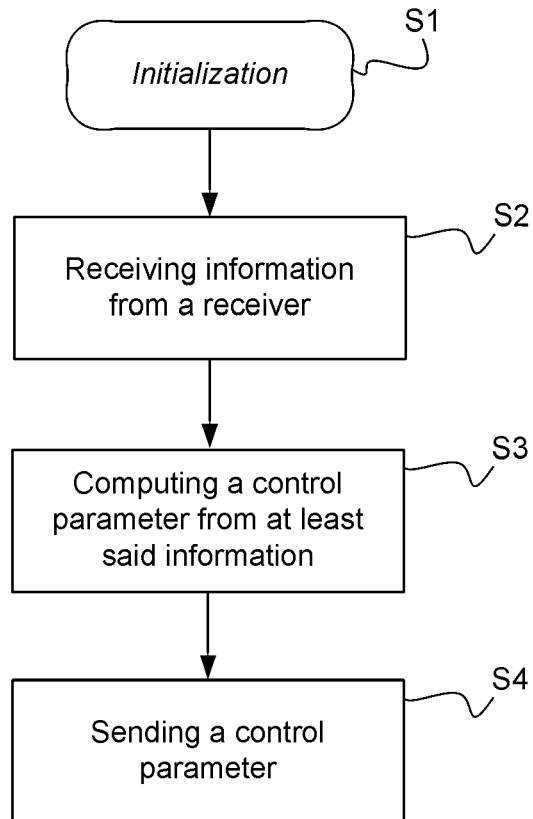 S1
Initialization
S2
Receiving information
from a receiver
S3
Computing a control
parameter from at least
said information
S4
Sending a control
parameter